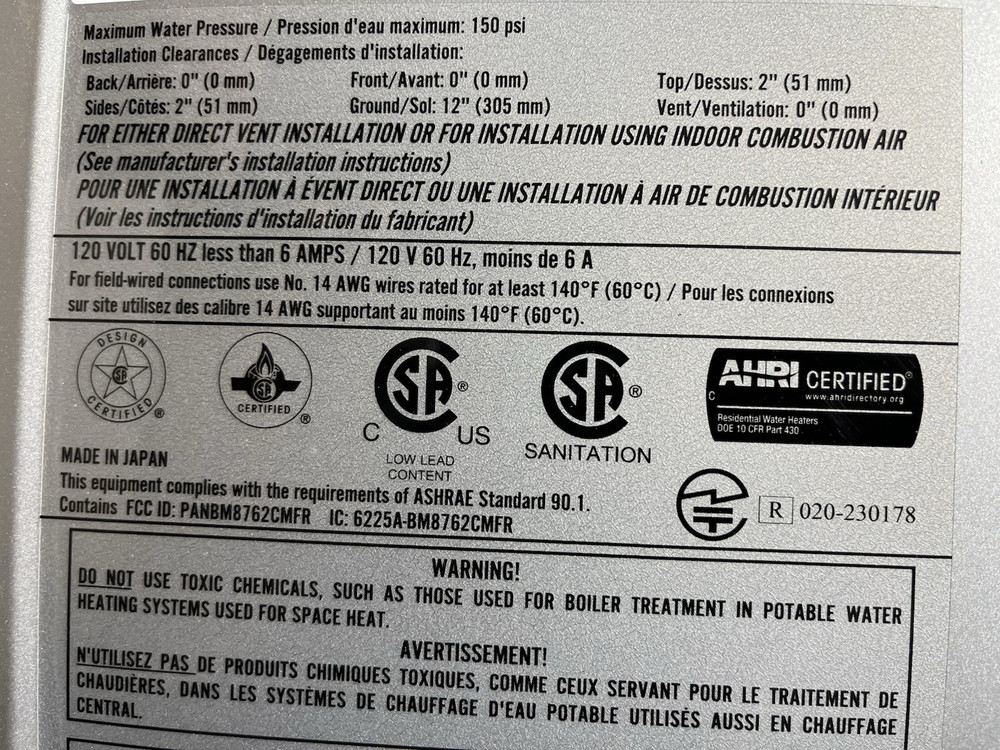 Maximum Water Pressure / Pression d'eau maximum: 150 psi
Installation Clearances / Dégagements d'installation:
Back/Arrière: 0" (0 mm) Front/Avant: 0" (0 mm) Top/Dessus: 2" (51 mm)
Sides/Côtés: 2" (51 mm) Ground/Sol: 12" (305 mm) Vent/Ventilation: 0" (0 mm)
FOR EITHER DIRECT VENT INSTALLATION OR FOR INSTALLATION USING INDOOR COMBUSTION AIR
(See manufacturer's installation instructions)
POUR UNE INSTALLATION À ÉVENT DIRECT OU UNE INSTALLATION À AIR DE COMBUSTION INTÉRIEUR
(Voir les instructions d'installation du fabricant)
120 VOLT 60 HZ less than 6 AMPS / 120 V 60 Hz, moins de 6 A
For field-wired connections use No. 14 AWG wires rated for at least 140°F (60°C) / Pour les connexions
sur site utilisez des calibre 14 AWG supportant au moins 140°F (60°C).
DESIGN SA CERTIFIED ®
SA CERTIFIED ®
C SA ® US
LOW LEAD
CONTENT
SA ®
SANITATION
C AHRI CERTIFIED®
www.ahridirectory.org
Residential Water Heaters
DOE 10 CFR Part 430
MADE IN JAPAN
This equipment complies with the requirements of ASHRAE Standard 90.1.
Contains FCC ID: PANBM8762CMFR IC: 6225A-BM8762CMFR
R 020-230178
WARNING!
DO NOT USE TOXIC CHEMICALS, SUCH AS THOSE USED FOR BOILER TREATMENT IN POTABLE WATER
HEATING SYSTEMS USED FOR SPACE HEAT.
AVERTISSEMENT!
N'UTILISEZ PAS DE PRODUITS CHIMIQUES TOXIQUES, COMME CEUX SERVANT POUR LE TRAITEMENT DE
CHAUDIÈRES, DANS LES SYSTÈMES DE CHAUFFAGE D'EAU POTABLE UTILISÉS AUSSI EN CHAUFFAGE
CENTRAL.